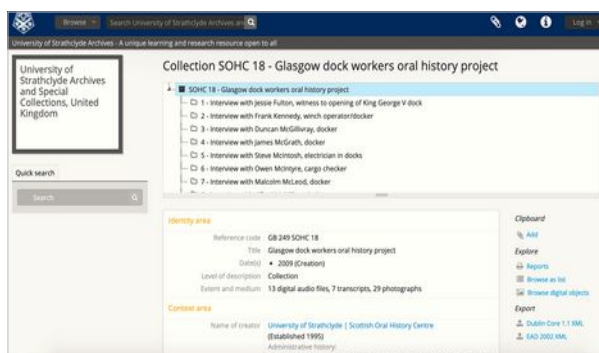 Browse
Search University of Strathclyde Archives an
Log in
University of Strathclyde Archives - A unique learning and research resource open to all
University of
Strathclyde Archives
and Special
Collections, United
Kingdom
Quick search
Search
Collection SOHC 18 - Glasgow dock workers oral history project
SOHC 18 - Glasgow dock workers oral history project
1 - Interview with Jessie Fulton, witness to opening of King George V dock
2 - Interview with Frank Kennedy, winch operator/docker
3 - Interview with Duncan McGillivray, docker
4 - Interview with James McGrath, docker
5 - Interview with Steve McIntosh, electrician in docks
6 - Interview with Owen McIntyre, cargo checker
7 - Interview with Malcolm McLeod, docker
Identity area
Reference code GB 249 SOHC 18
Title Glasgow dock workers oral history project
Date(s) • 2009 (Creation)
Level of description Collection
Extent and medium 13 digital audio files, 7 transcripts, 29 photographs
Context area
Name of creator University of Strathclyde | Scottish Oral History Centre
(Established 1995)
Administrative history:
Clipboard
Add
Explore
Reports
Browse as list
Browse digital objects
Export
Dublin Core 1.1 XML
EAD 2002 XML